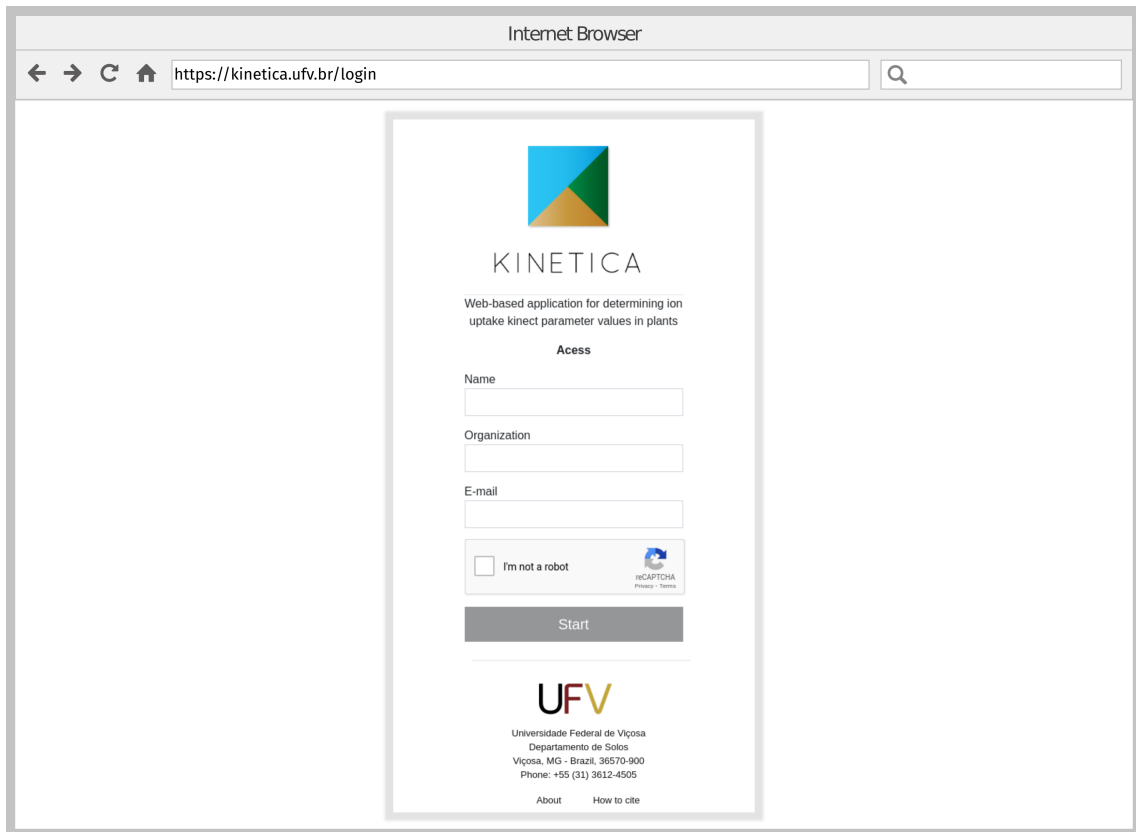 Internet Browser
https://kinetica.ufv.br/login
KINETICA
Web-based application for determining ion
uptake kinect parameter values in plants
Acess
Name
Organization
E-mail
I'm not a robot
reCAPTCHA
Privacy - Terms
Start
UFV
Universidade Federal de Viçosa
Departamento de Solos
Viçosa, MG - Brazil, 36570-900
Phone: +55 (31) 3612-4505
About How to cite